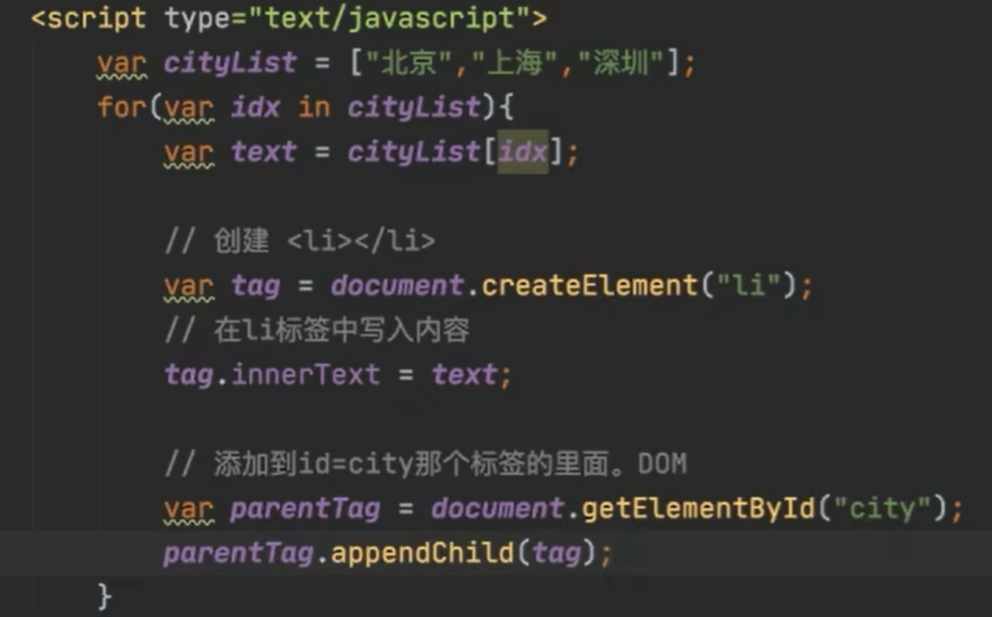 <script type="text/javascript">
var cityList = ["北京","上海","深圳"];
for(var idx in cityList){
var text = cityList[idx];
// 创建 <li></li>
var tag = document.createElement("li");
// 在li标签中写入内容
tag.innerText = text;
// 添加到id=city那个标签的里面。DOM
var parentTag = document.getElementById("city");
parentTag.appendChild(tag);
}